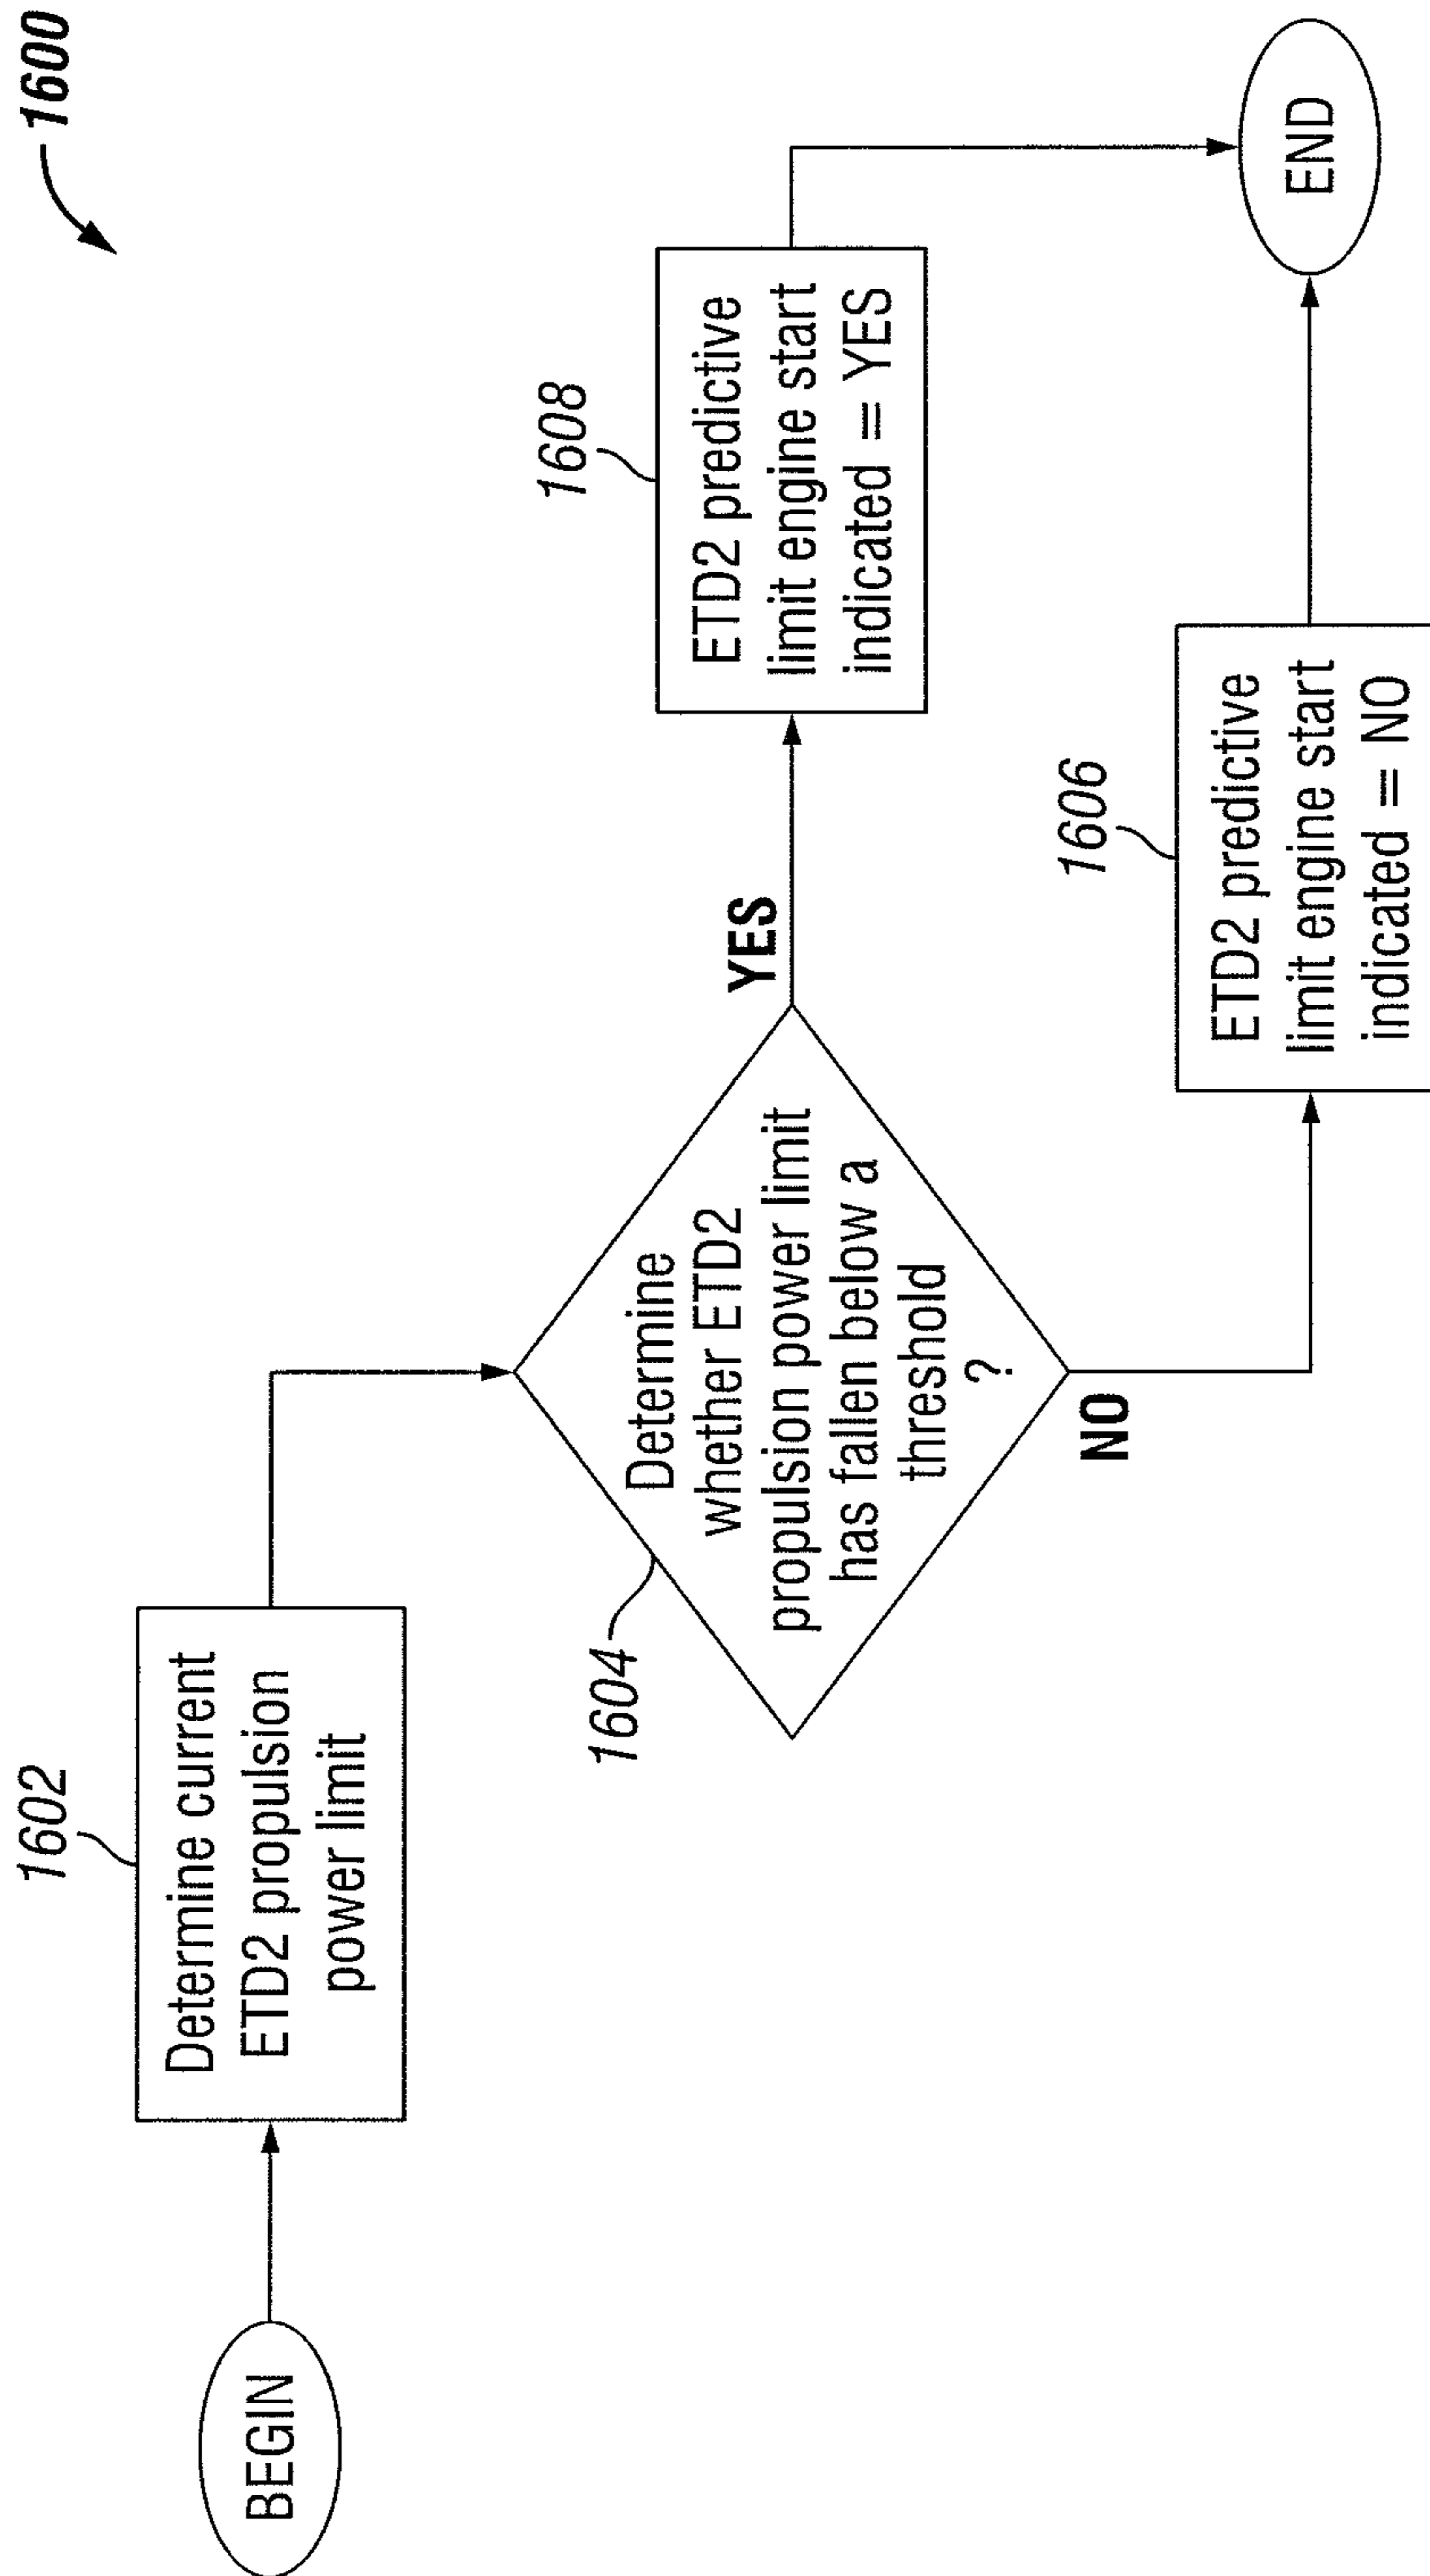 1600
BEGIN
1602
Determine current
ETD2 propulsion
power limit
1604
Determine
whether ETD2
propulsion power limit
has fallen below a
threshold
?
YES
1608
ETD2 predictive
limit engine start
indicated = YES
NO
1606
ETD2 predictive
limit engine start
indicated = NO
END